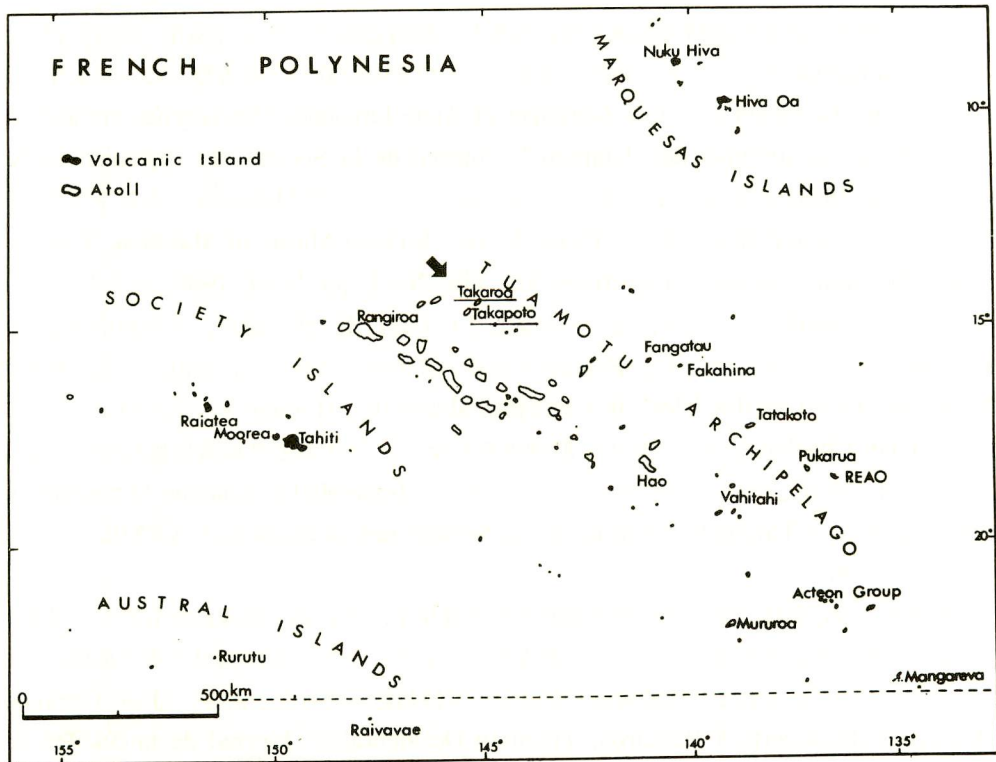 FRENCH POLYNESIA
Volcanic Island
Atoll
Nuku Hiva
Hiva Oa
MARQUESAS ISLANDS
10°
SOCIETY ISLANDS
TUAMOTU ARCHIPELAGO
Takaroa
Takapoto
Rangiroa
15°
Fangatau
Fakahina
Raiatea
Moorea
Tahiti
Tatakoto
Pukarua
REAO
Hao
Vahitahi
20°
Acteon Group
Mururoa
AUSTRAL ISLANDS
Rurutu
Mangareva
0 500km
Raivavae
155° 150° 145° 140° 135°